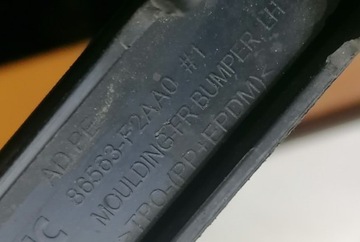 AD PE
86563-F2AA0 #1
MOULDING-FR BUMPER, LH
>TPO-(PP+EPDM)<